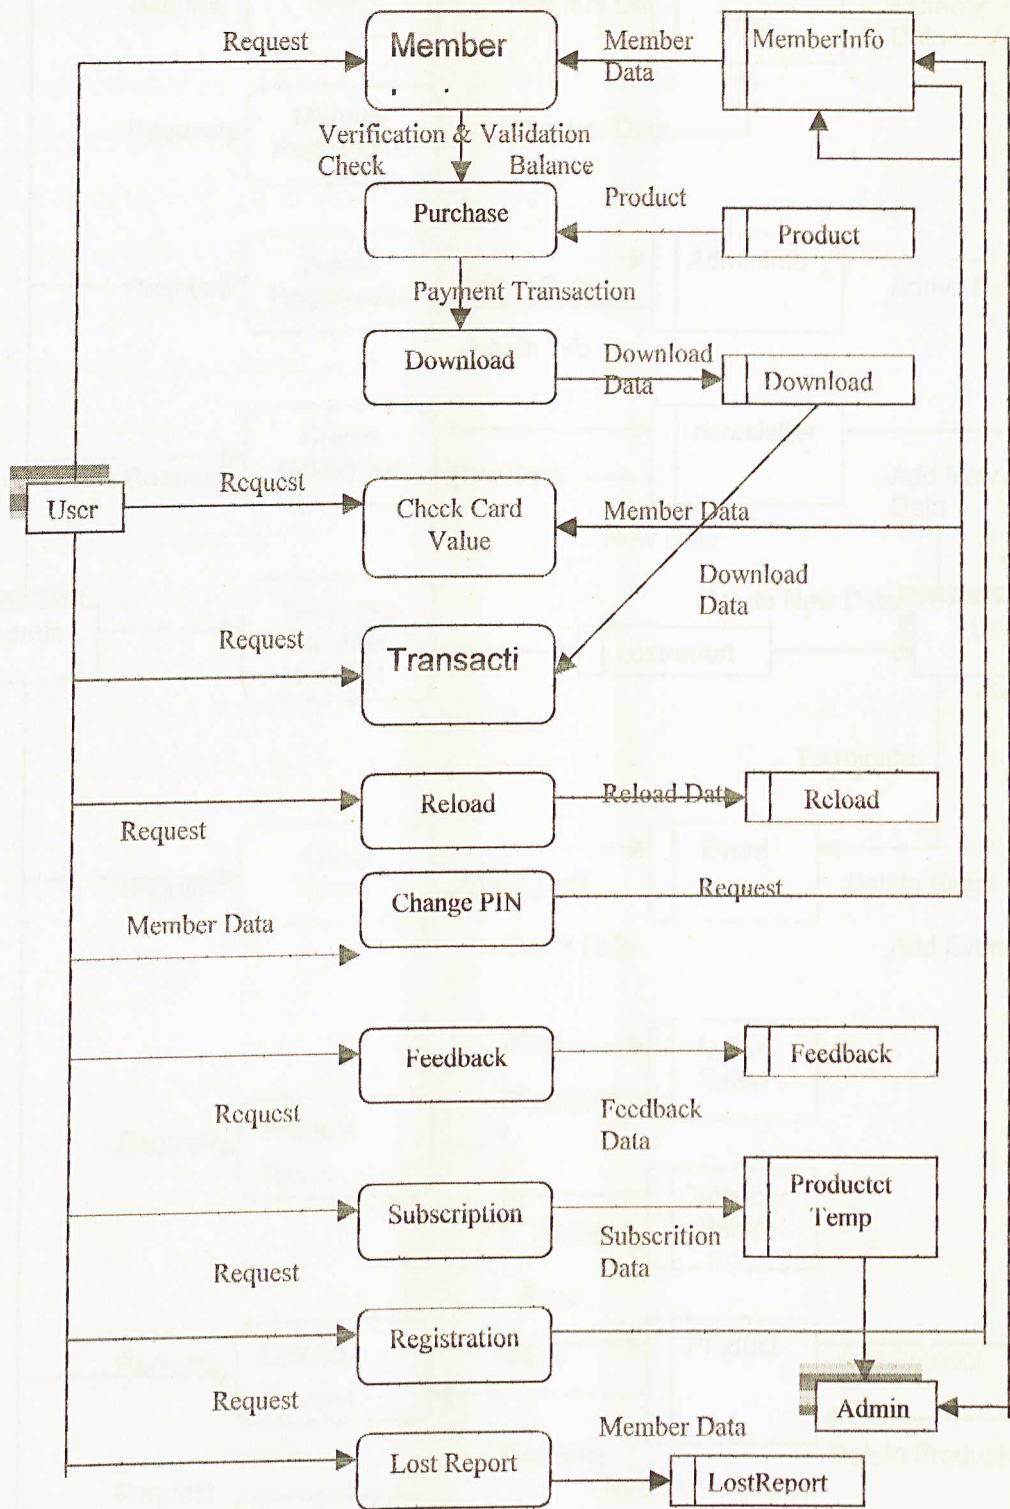 Request
Member
Member
Data
MemberInfo
Verification & Validation
Check Balance
Purchase
Product
Product
Payment Transaction
Download
Download
Data
Download
User
Request
Check Card
Value
Member Data
Download
Data
Request
Transacti
Request
Reload
Reload Data
Reload
Member Data
Change PIN
Request
Request
Feedback
Feedback
Data
Feedback
Request
Subscription
Subscrition
Data
Productct
Temp
Request
Registration
Admin
Request
Lost Report
Member Data
LostReport